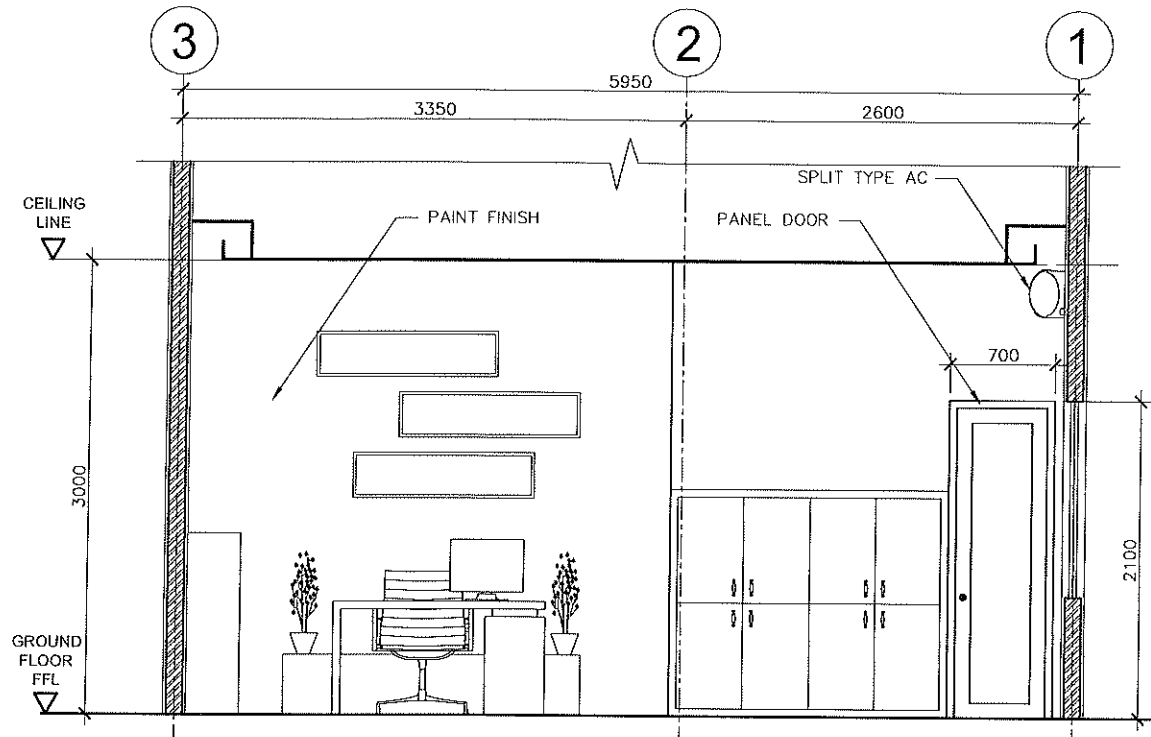 3
2
1
5950
3350
2600
SPLIT TYPE AC
CEILING
LINE
PAINT FINISH
PANEL DOOR
700
3000
2100
GROUND
FLOOR
FFL